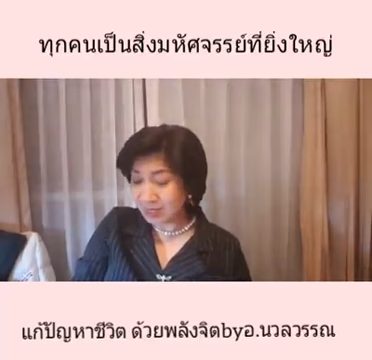 ทุกคนเป็นสิ่งมหัศจรรย์ที่ยิ่งใหญ่
แก้ปัญหาชีวิต ด้วยพลังจิตbyอ.นวลวรรณ